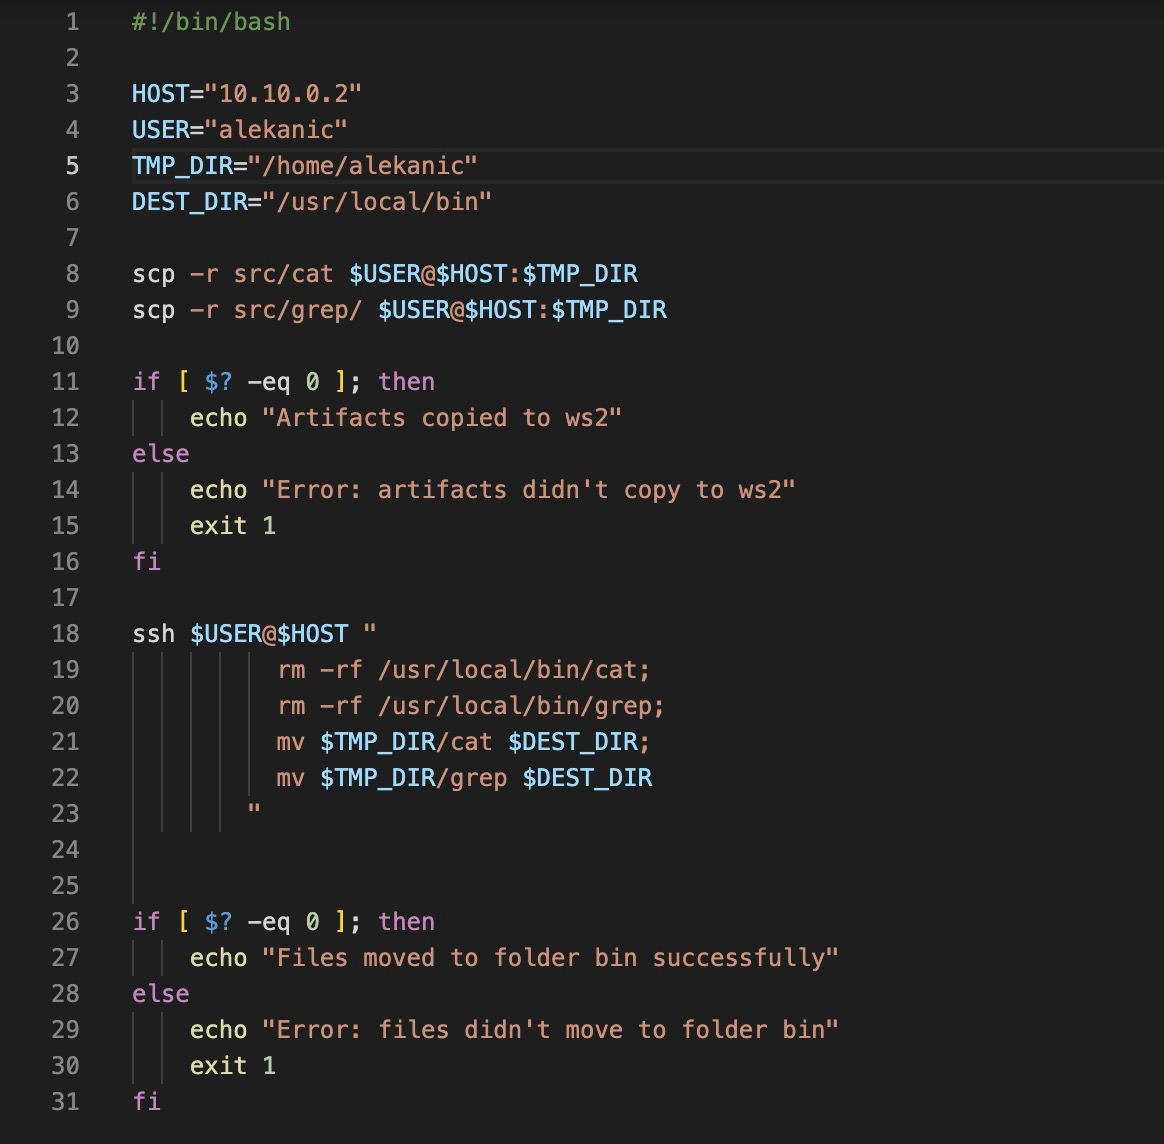 1 #!/bin/bash
2
3 HOST="10.10.0.2"
4 USER="alekanic"
5 TMP_DIR="/home/alekanic"
6 DEST_DIR="/usr/local/bin"
7
8 scp -r src/cat $USER@$HOST:$TMP_DIR
9 scp -r src/grep/ $USER@$HOST:$TMP_DIR
10
11 if [ $? -eq 0 ]; then
12 echo "Artifacts copied to ws2"
13 else
14 echo "Error: artifacts didn't copy to ws2"
15 exit 1
16 fi
17
18 ssh $USER@$HOST "
19 rm -rf /usr/local/bin/cat;
20 rm -rf /usr/local/bin/grep;
21 mv $TMP_DIR/cat $DEST_DIR;
22 mv $TMP_DIR/grep $DEST_DIR
23 "
24
25
26 if [ $? -eq 0 ]; then
27 echo "Files moved to folder bin successfully"
28 else
29 echo "Error: files didn't move to folder bin"
30 exit 1
31 fi